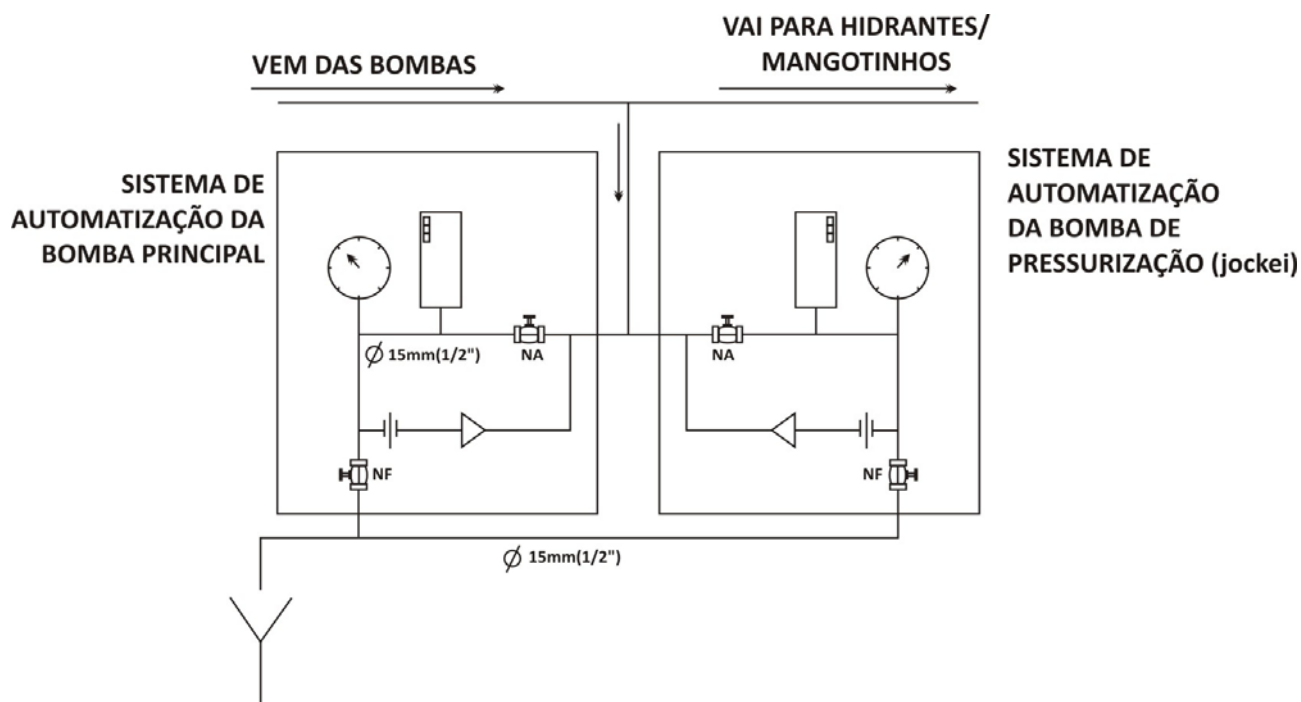 VEM DAS BOMBAS
VAI PARA HIDRANTES/
MANGOTINHOS
SISTEMA DE
AUTOMATIZAÇÃO DA
BOMBA PRINCIPAL
SISTEMA DE
AUTOMATIZAÇÃO
DA BOMBA DE
PRESSURIZAÇÃO (jockei)
NA
NA
Ø 15mm(1/2")
NF
NF
Ø 15mm(1/2")